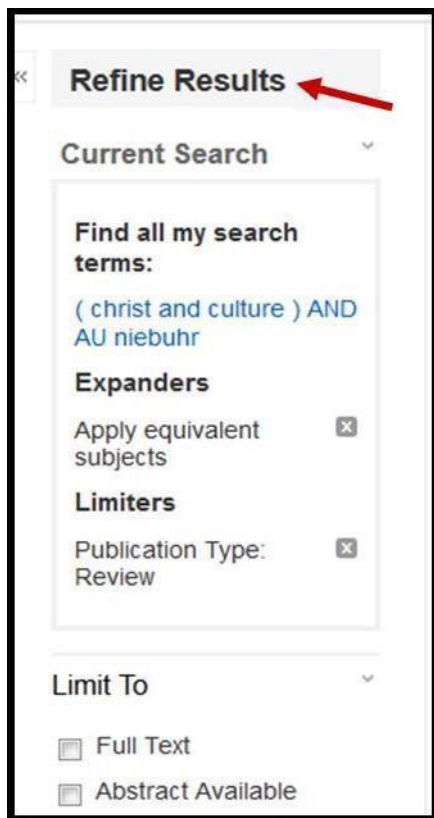 «
Refine Results
Current Search
Find all my search
terms:
( christ and culture ) AND
AU niebuhr
Expanders
Apply equivalent
subjects
Limiters
Publication Type:
Review
Limit To
Full Text
Abstract Available